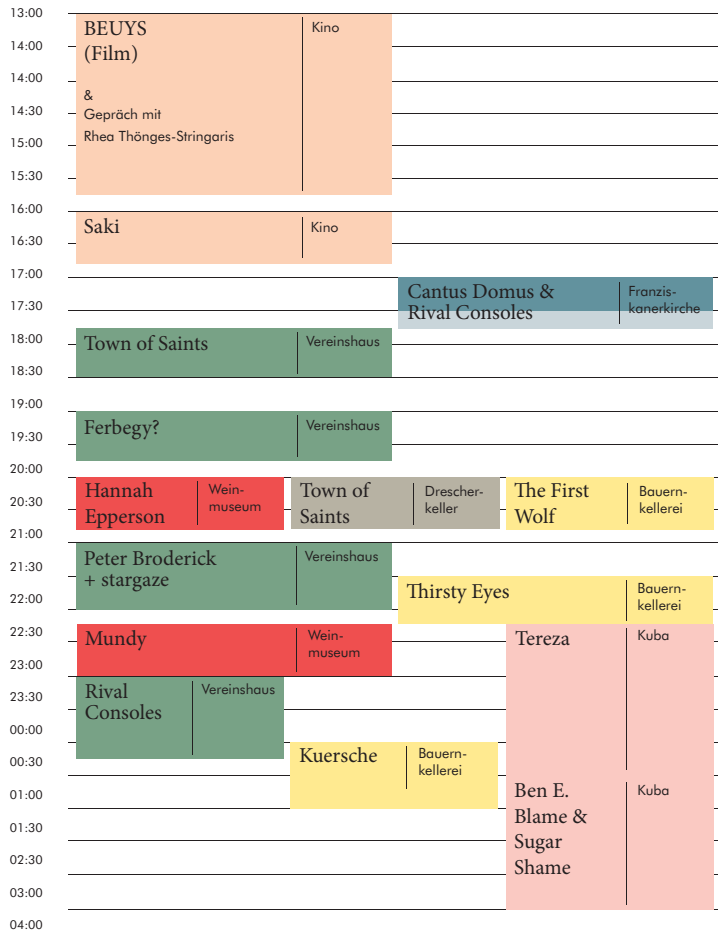 13:00
14:00
14:00
14:30
15:00
15:30
16:00
16:30
17:00
17:30
18:00
18:30
19:00
19:30
20:00
20:30
21:00
21:30
22:00
22:30
23:00
23:30
00:00
00:30
01:00
01:30
02:30
03:00
04:00
BEUYS
(Film)
&
Gepräch mit
Rhea Thönges-Stringaris
Kino
Saki
Kino
Cantus Domus &
Rival Consoles
Franzis-
kanerkirche
Town of Saints
Vereinshaus
Ferbegy?
Vereinshaus
Hannah
Epperson
Wein-
museum
Town of
Saints
Drescher-
keller
The First
Wolf
Bauern-
kellerei
Peter Broderick
+ stargaze
Vereinshaus
Thirsty Eyes
Bauern-
kellerei
Mundy
Wein-
museum
Tereza
Kuba
Rival
Consoles
Vereinshaus
Kuersche
Bauern-
kellerei
Ben E.
Blame &
Sugar
Shame
Kuba